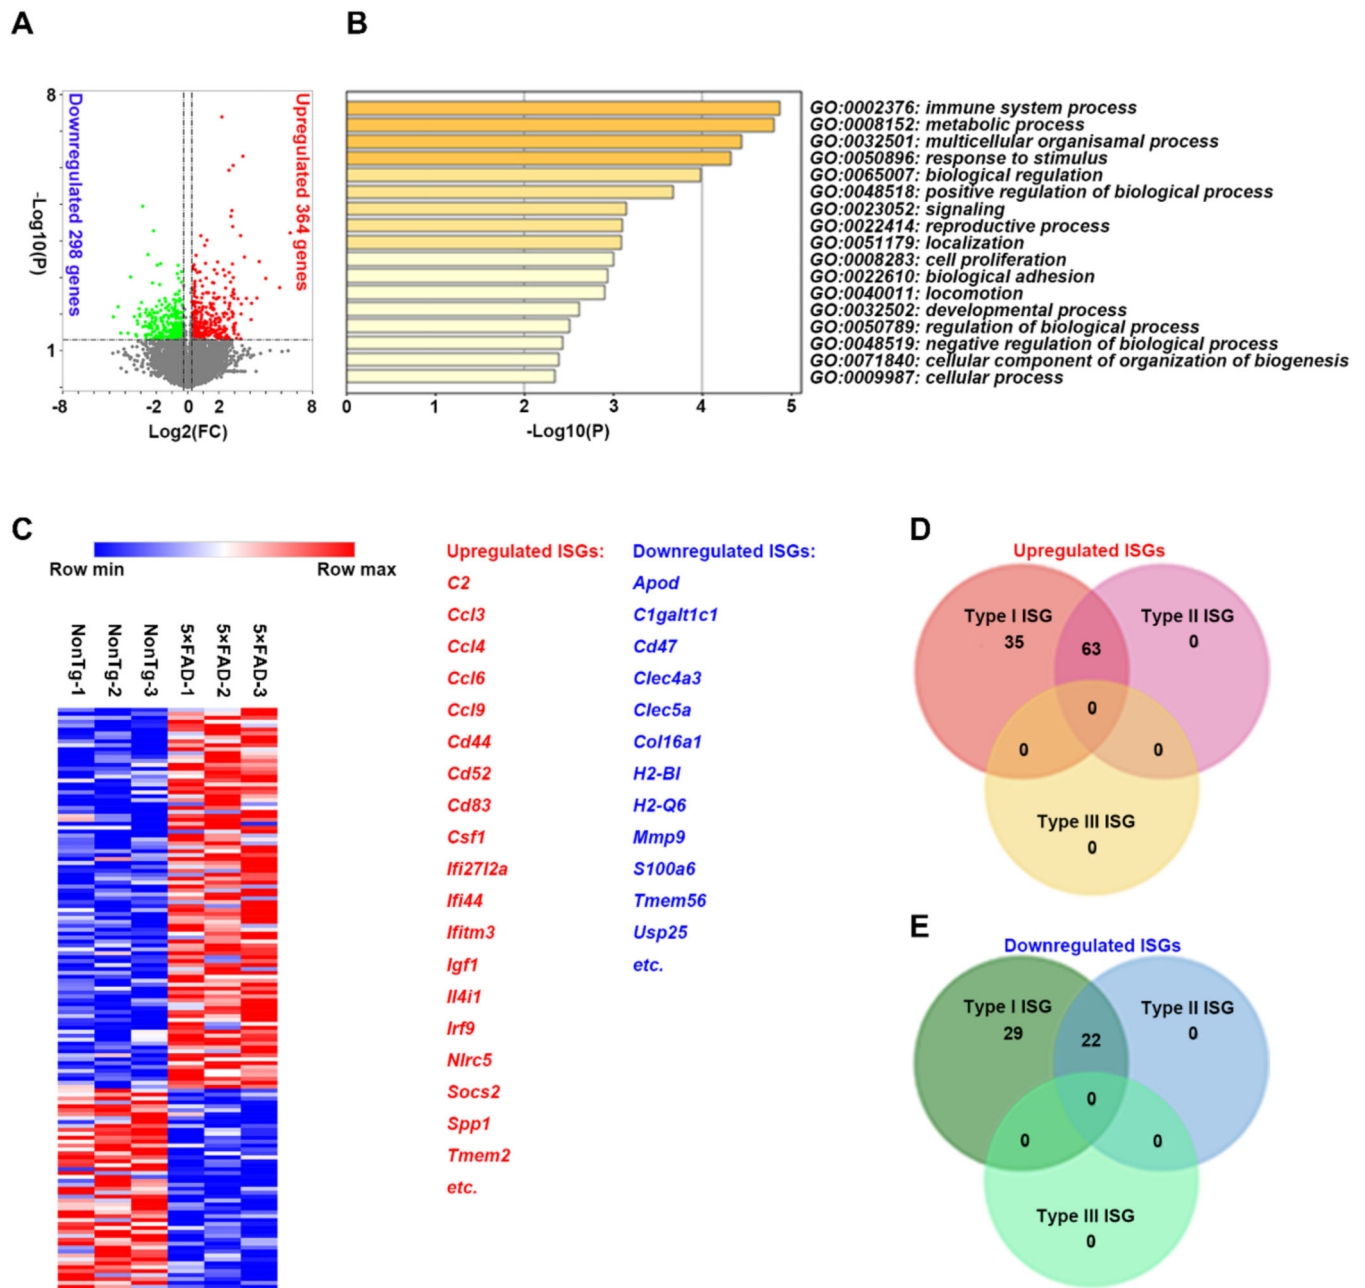 A
B
8
1
-Log10(P)
Downregulated 298 genes
Upregulated 364 genes
-8
-2
0
2
8
Log2(FC)
GO:0002376: immune system process
GO:0008152: metabolic process
GO:0032501: multicellular organisamal process
GO:0050896: response to stimulus
GO:0065007: biological regulation
GO:0048518: positive regulation of biological process
GO:0023052: signaling
GO:0022414: reproductive process
GO:0051179: localization
GO:0008283: cell proliferation
GO:0022610: biological adhesion
GO:0040011: locomotion
GO:0032502: developmental process
GO:0050789: regulation of biological process
GO:0048519: negative regulation of biological process
GO:0071840: cellular component of organization of biogenesis
GO:0009987: cellular process
0
1
2
3
4
5
-Log10(P)
C
Row min
Row max
NonTg-1
NonTg-2
NonTg-3
5×FAD-1
5×FAD-2
5×FAD-3
Upregulated ISGs:
C2
Ccl3
Ccl4
Ccl6
Ccl9
Cd44
Cd52
Cd83
Csf1
Ifi27l2a
Ifi44
Ifitm3
Igf1
Il4i1
Irf9
Nlrc5
Socs2
Spp1
Tmem2
etc.
Downregulated ISGs:
Apod
C1galt1c1
Cd47
Clec4a3
Clec5a
Col16a1
H2-Bl
H2-Q6
Mmp9
S100a6
Tmem56
Usp25
etc.
D
Upregulated ISGs
Type I ISG
35
63
Type II ISG
0
0
0
0
Type III ISG
0
E
Downregulated ISGs
Type I ISG
29
22
Type II ISG
0
0
0
0
Type III ISG
0